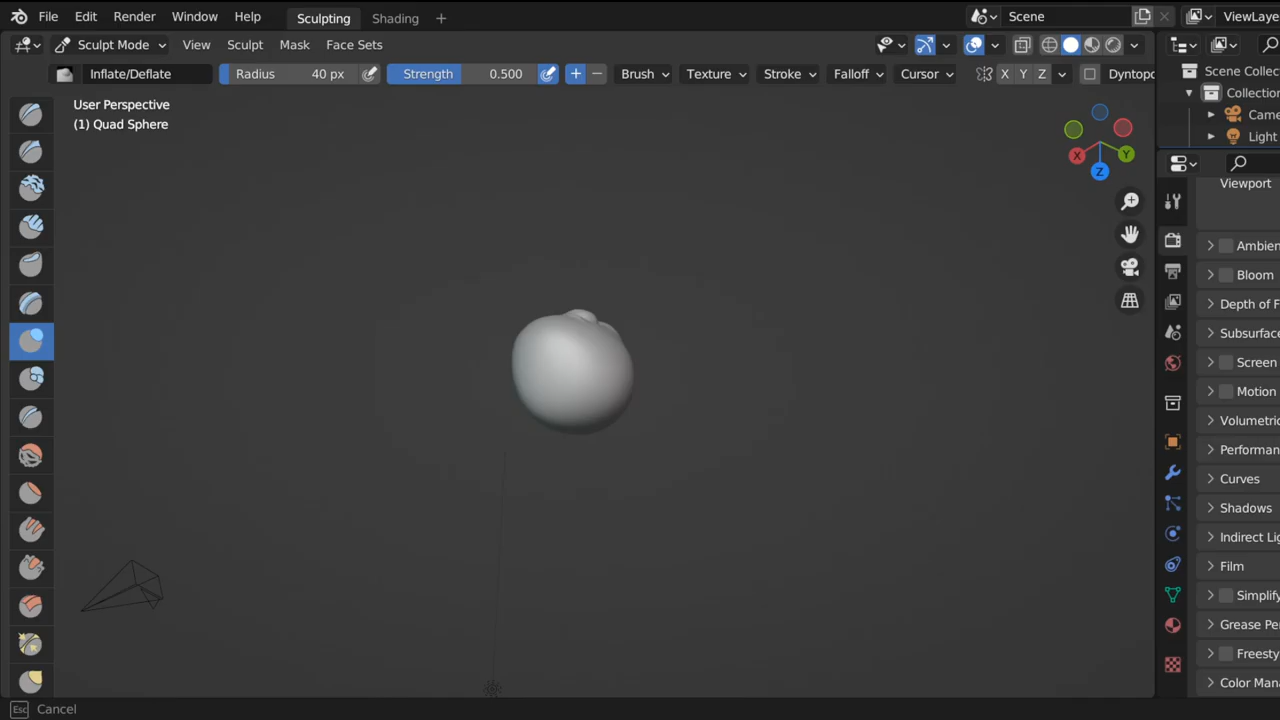 File Edit Render Window Help Sculpting Shading + Scene ViewLaye
Sculpt Mode View Sculpt Mask Face Sets
Inflate/Deflate Radius 40 px Strength 0.500 Brush Texture Stroke Falloff Cursor X Y Z Dyntopo
User Perspective
(1) Quad Sphere
X Y Z
Scene Collec
Collection
Came
Light
Viewport
Ambien
Bloom
Depth of F
Subsurfac
Screen
Motion
Volumetri
Performan
Curves
Shadows
Indirect Lig
Film
Simplify
Grease Pe
Freesty
Color Man
Esc Cancel